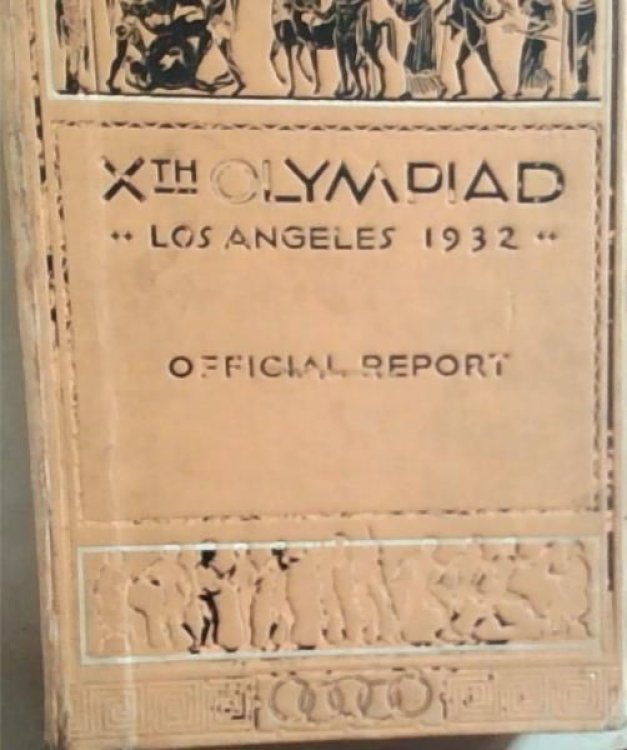 XTH OLYMPIAD
LOS ANGELES 1932
OFFICIAL REPORT